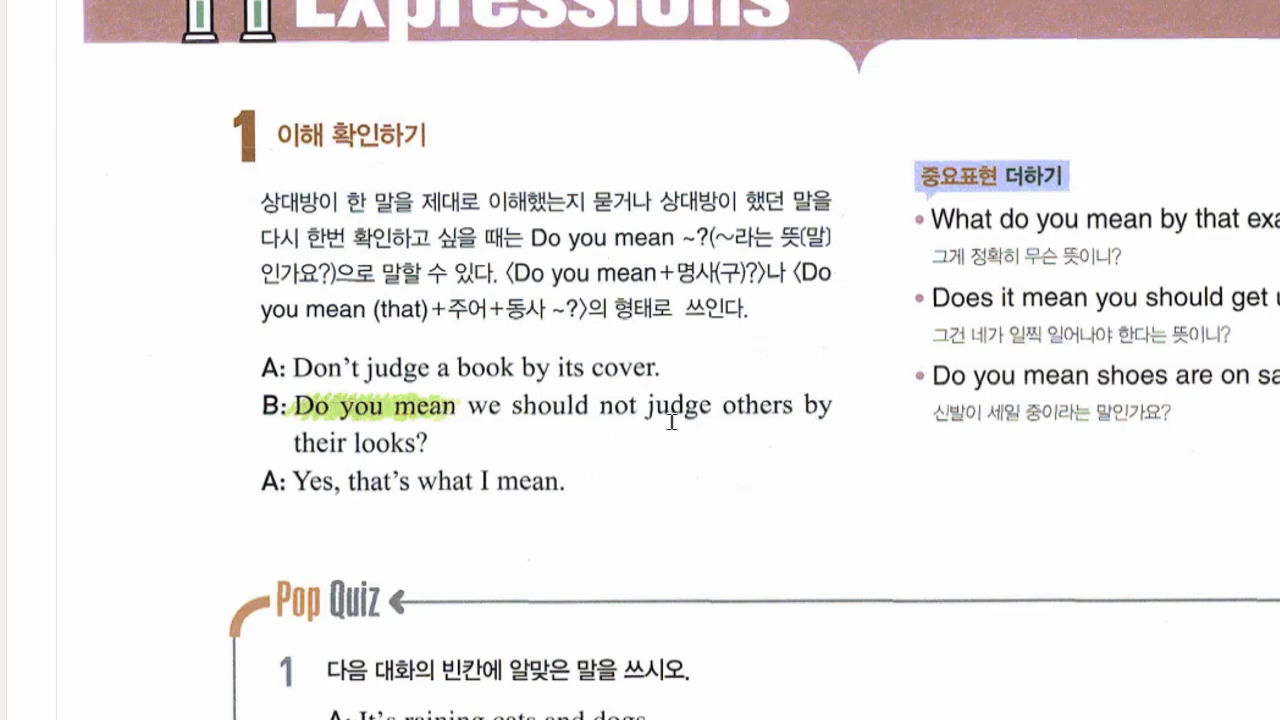 Expressions
1 이해 확인하기
상대방이 한 말을 제대로 이해했는지 묻거나 상대방이 했던 말을
다시 한번 확인하고 싶을 때는 Do you mean ~?(~라는 뜻[말]
인가요?)으로 말할 수 있다. 〈Do you mean+명사(구)?〉나 〈Do
you mean (that)+주어+동사 ~?〉의 형태로 쓰인다.
A: Don't judge a book by its cover.
B: Do you mean we should not judge others by
their looks?
A: Yes, that's what I mean.
중요표현 더하기
• What do you mean by that
그게 정확히 무슨 뜻이니?
• Does it mean you should get
그건 네가 일찍 일어나야 한다는 뜻이니?
• Do you mean shoes are on
신발이 세일 중이라는 말인가요?
Pop Quiz
1 다음 대화의 빈칸에 알맞은 말을 쓰시오.
A: It's raining cats and dogs.